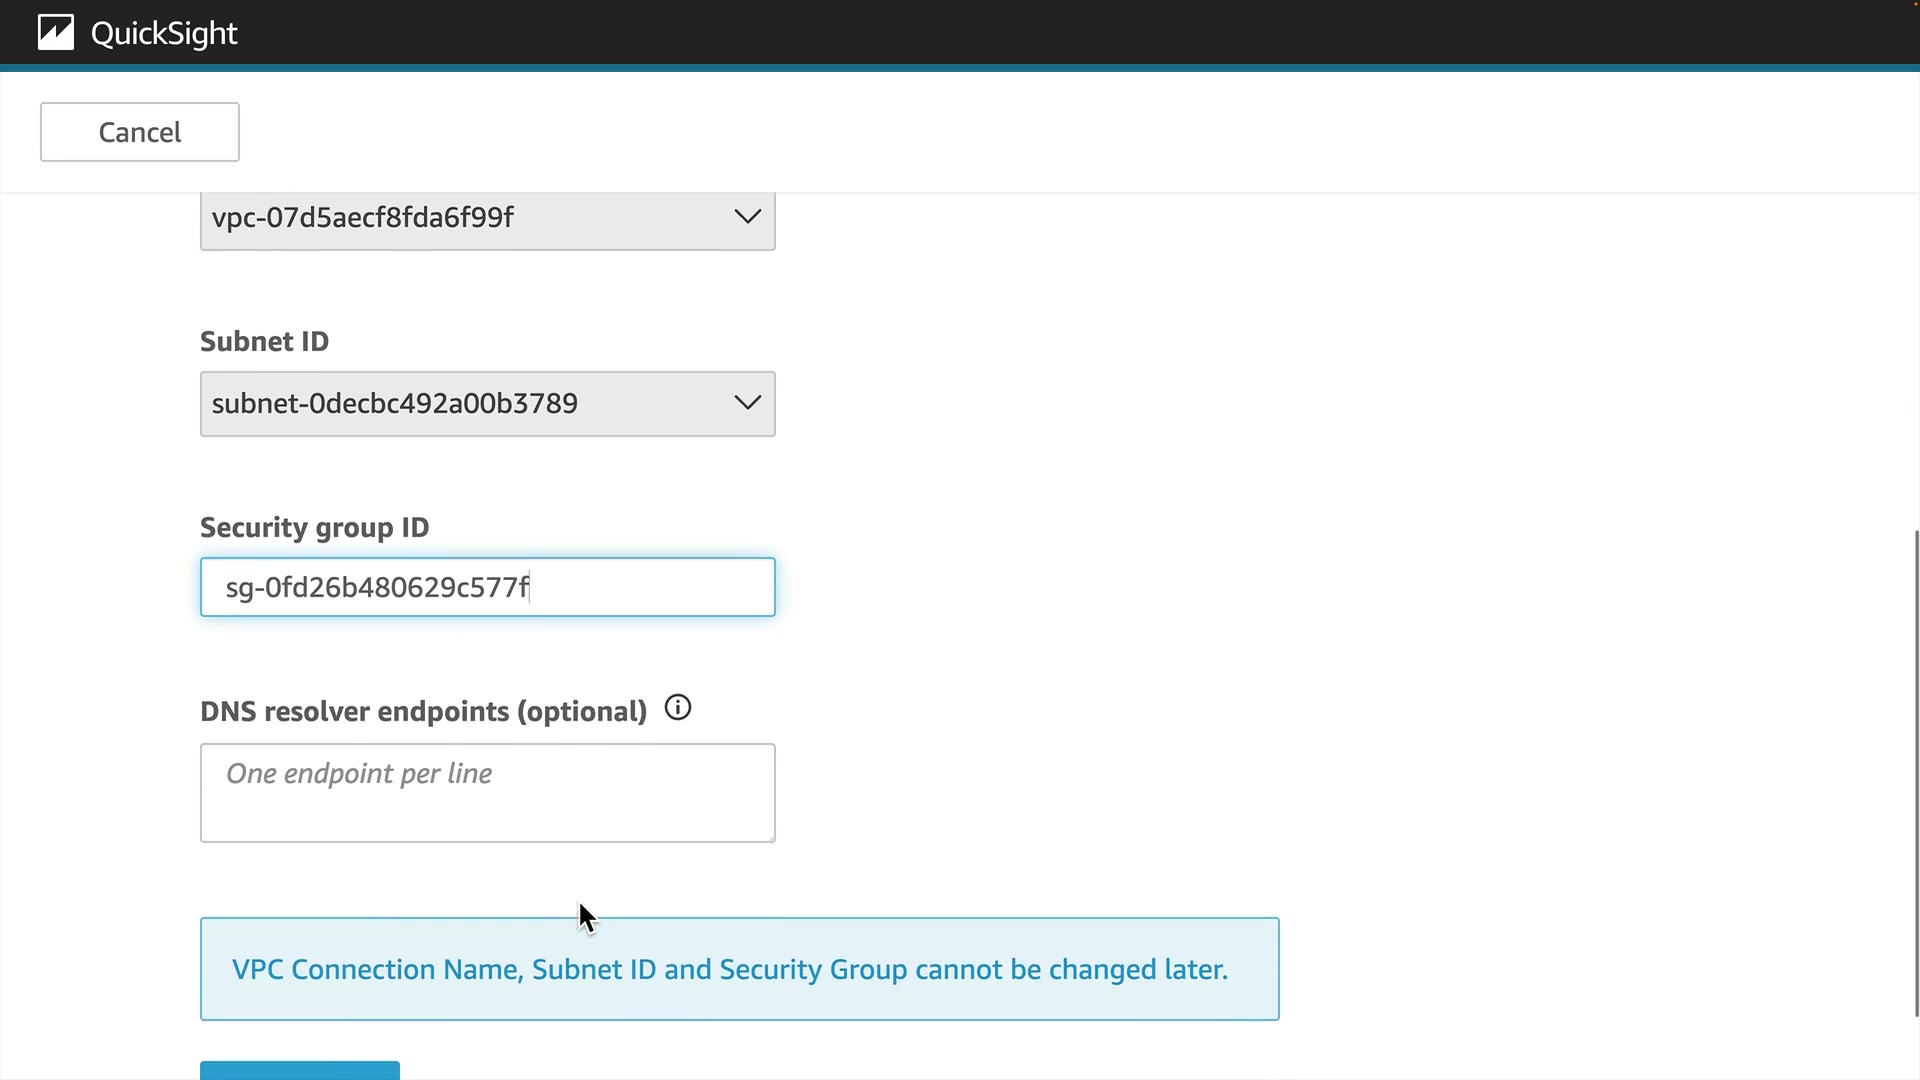 QuickSight
Cancel
vpc-07d5aecf8fda6f99f
Subnet ID
subnet-0decbc492a00b3789
Security group ID
sg-0fd26b480629c577f
DNS resolver endpoints (optional)
One endpoint per line
VPC Connection Name, Subnet ID and Security Group cannot be changed later.